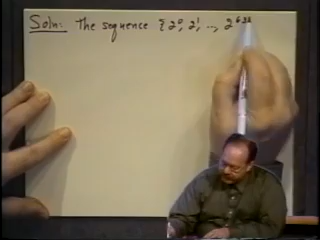 Soln: The sequence {2⁰, 2¹, .., 2⁶³